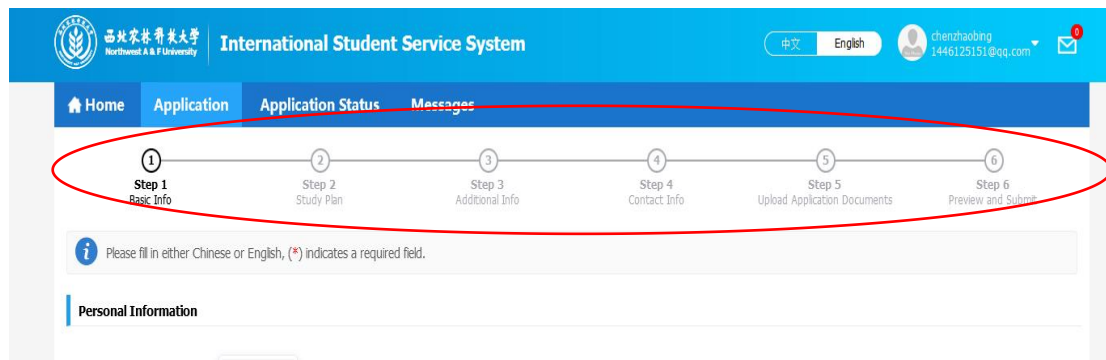 西北农林科技大学
Northwest A & F University
International Student Service System
中文 English
chenzhaobing
1446125151@qq.com
0
Home Application Application Status Messages
1 2 3 4 5 6
Step 1 Step 2 Step 3 Step 4 Step 5 Step 6
Basic Info Study Plan Additional Info Contact Info Upload Application Documents Preview and Submit
i Please fill in either Chinese or English, (*) indicates a required field.
Personal Information